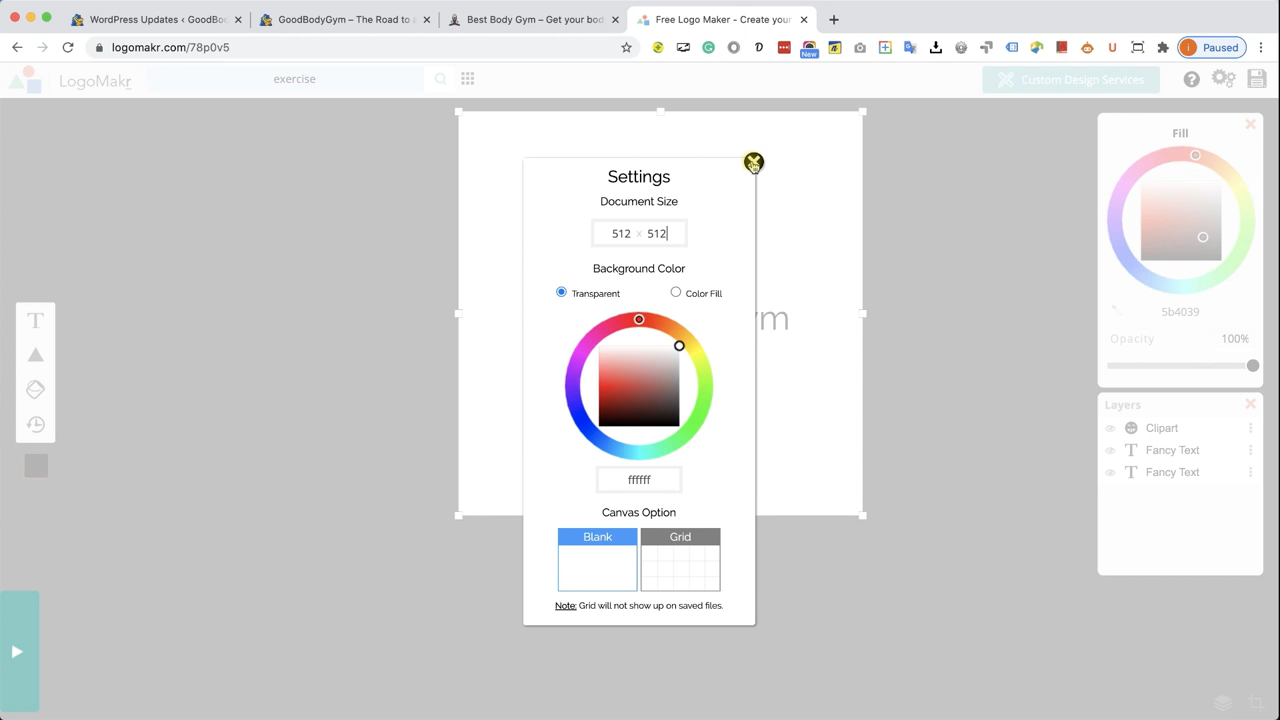 WordPress Updates ‹ GoodBo
GoodBodyGym – The Road to a
Best Body Gym – Get your bod
Free Logo Maker - Create your
logomakr.com/78p0v5
New
Paused
LogoMakr
exercise
Custom Design Services
Settings
Document Size
512 x 512
Background Color
Transparent
Color Fill
ffffff
Canvas Option
Blank
Grid
Note: Grid will not show up on saved files.
ym
Fill
5b4039
Opacity
100%
Layers
Clipart
Fancy Text
Fancy Text